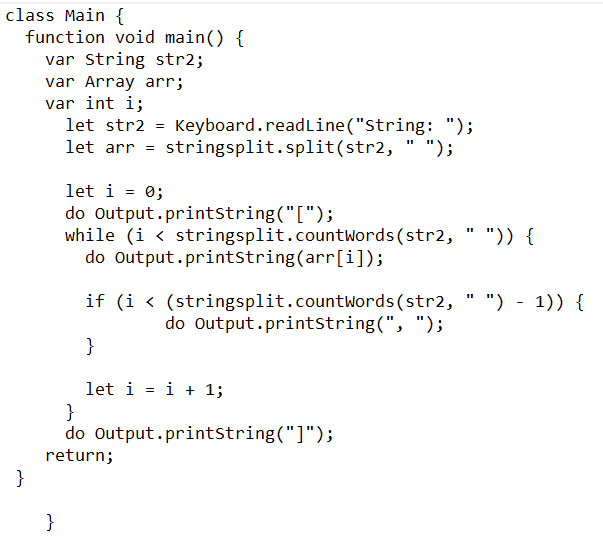 class Main {
  function void main() {
    var String str2;
    var Array arr;
    var int i;
      let str2 = Keyboard.readLine("String: ");
      let arr = stringsplit.split(str2, " ");

      let i = 0;
      do Output.printString("[");
      while (i < stringsplit.countWords(str2, " ")) {
        do Output.printString(arr[i]);

        if (i < (stringsplit.countWords(str2, " ") - 1)) {
                do Output.printString(", ");
        }

        let i = i + 1;
      }
      do Output.printString("]");
    return;
 }

    }